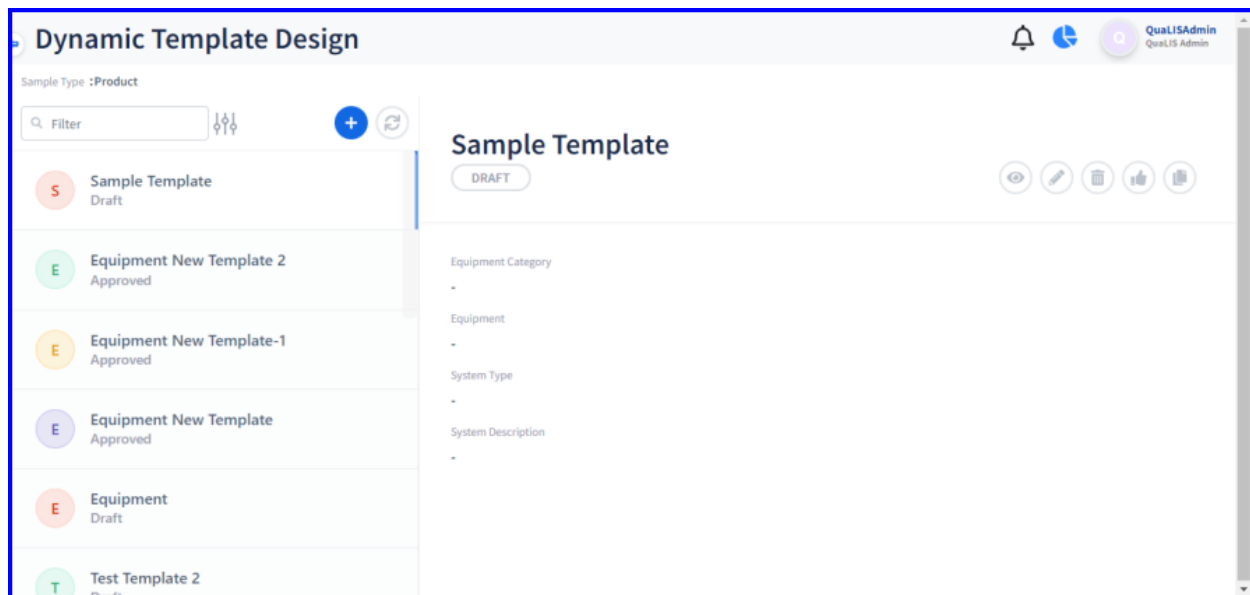 Dynamic Template Design
Q
QuaLISAdmin
QuaLIS Admin
Sample Type :Product
Filter
S
Sample Template
Draft
E
Equipment New Template 2
Approved
E
Equipment New Template-1
Approved
E
Equipment New Template
Approved
E
Equipment
Draft
T
Test Template 2
Sample Template
DRAFT
Equipment Category
-
Equipment
-
System Type
-
System Description
-